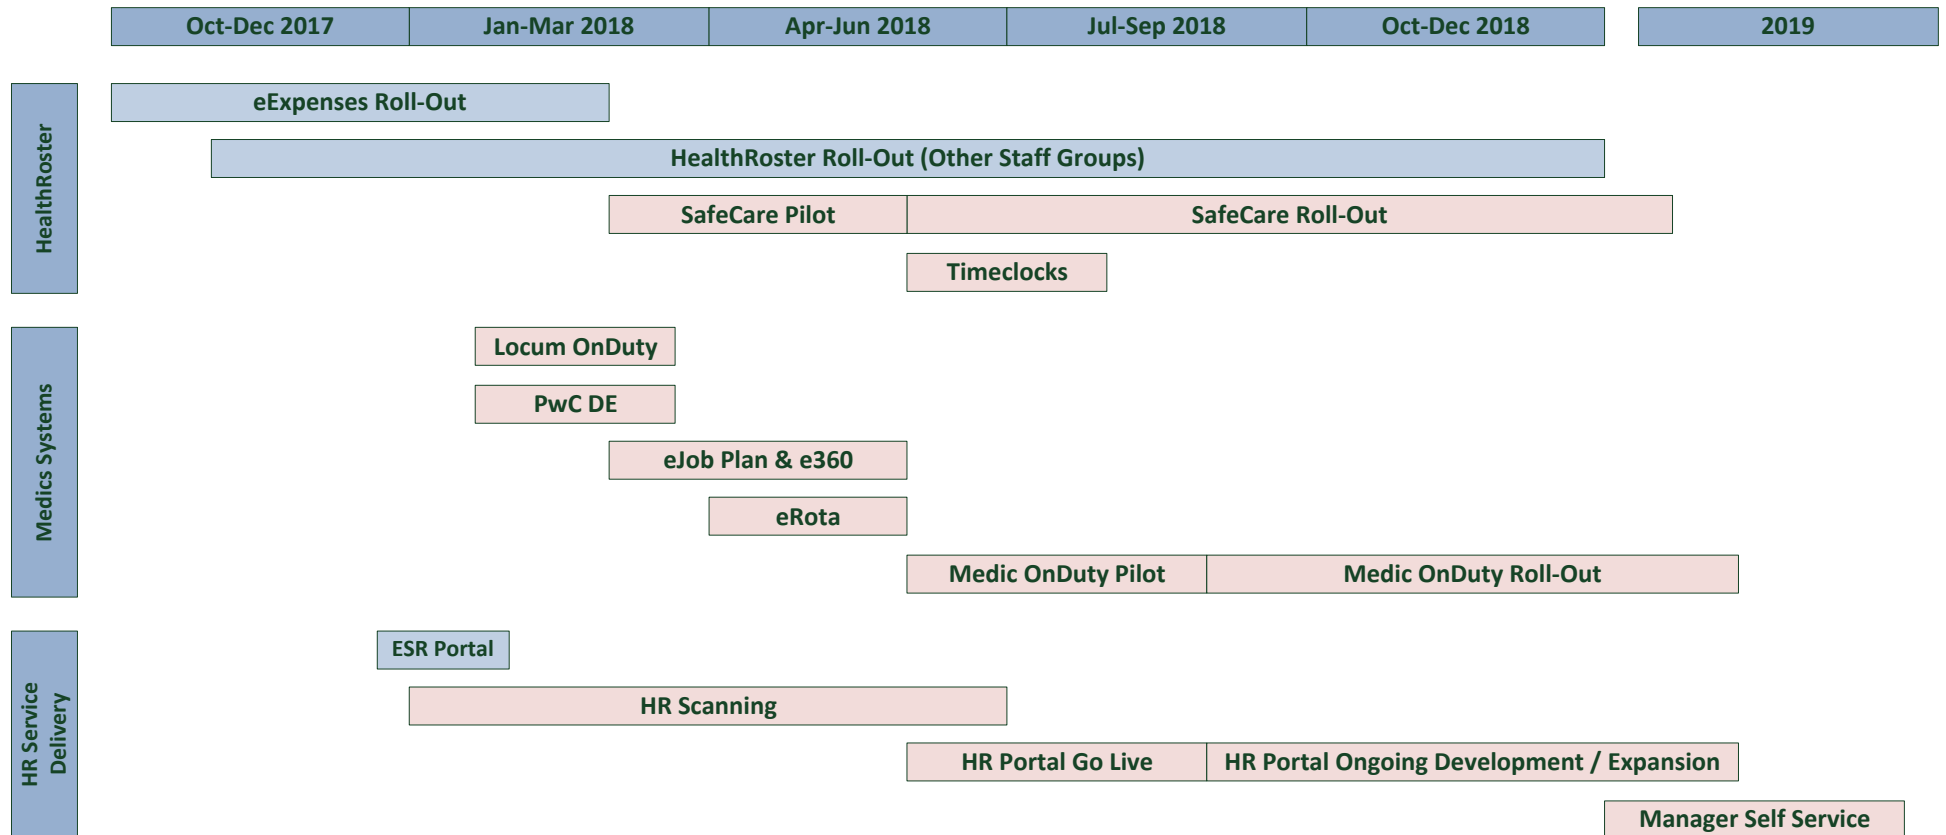 Oct-Dec 2017 Jan-Mar 2018 Apr-Jun 2018 Jul-Sep 2018 Oct-Dec 2018 2019
HealthRoster
eExpenses Roll-Out
HealthRoster Roll-Out (Other Staff Groups)
SafeCare Pilot SafeCare Roll-Out
Timeclocks
Medics Systems
Locum OnDuty
PwC DE
eJob Plan & e360
eRota
Medic OnDuty Pilot Medic OnDuty Roll-Out
HR Service
Delivery
ESR Portal
HR Scanning
HR Portal Go Live HR Portal Ongoing Development / Expansion
Manager Self Service